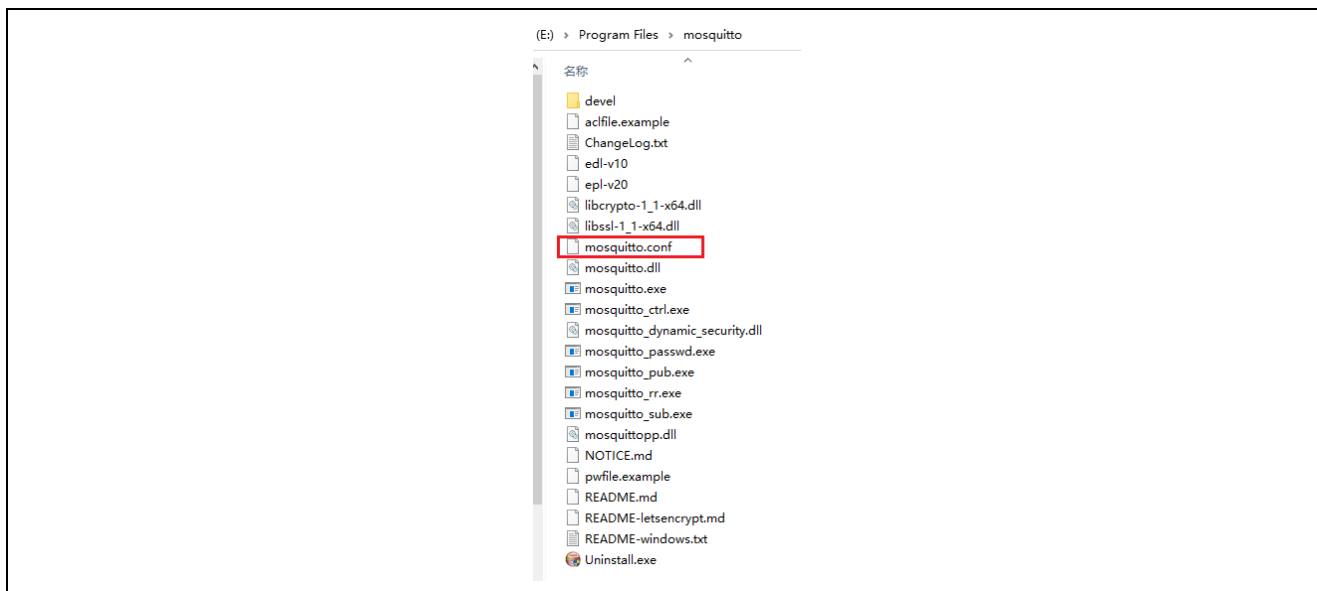 (E:) > Program Files > mosquitto
名称
devel
aclfile.example
ChangeLog.txt
edl-v10
epl-v20
libcrypto-1_1-x64.dll
libssl-1_1-x64.dll
mosquitto.conf
mosquitto.dll
mosquitto.exe
mosquitto_ctrl.exe
mosquitto_dynamic_security.dll
mosquitto_passwd.exe
mosquitto_pub.exe
mosquitto_rr.exe
mosquitto_sub.exe
mosquittopp.dll
NOTICE.md
pwfile.example
README.md
README-letsencrypt.md
README-windows.txt
Uninstall.exe